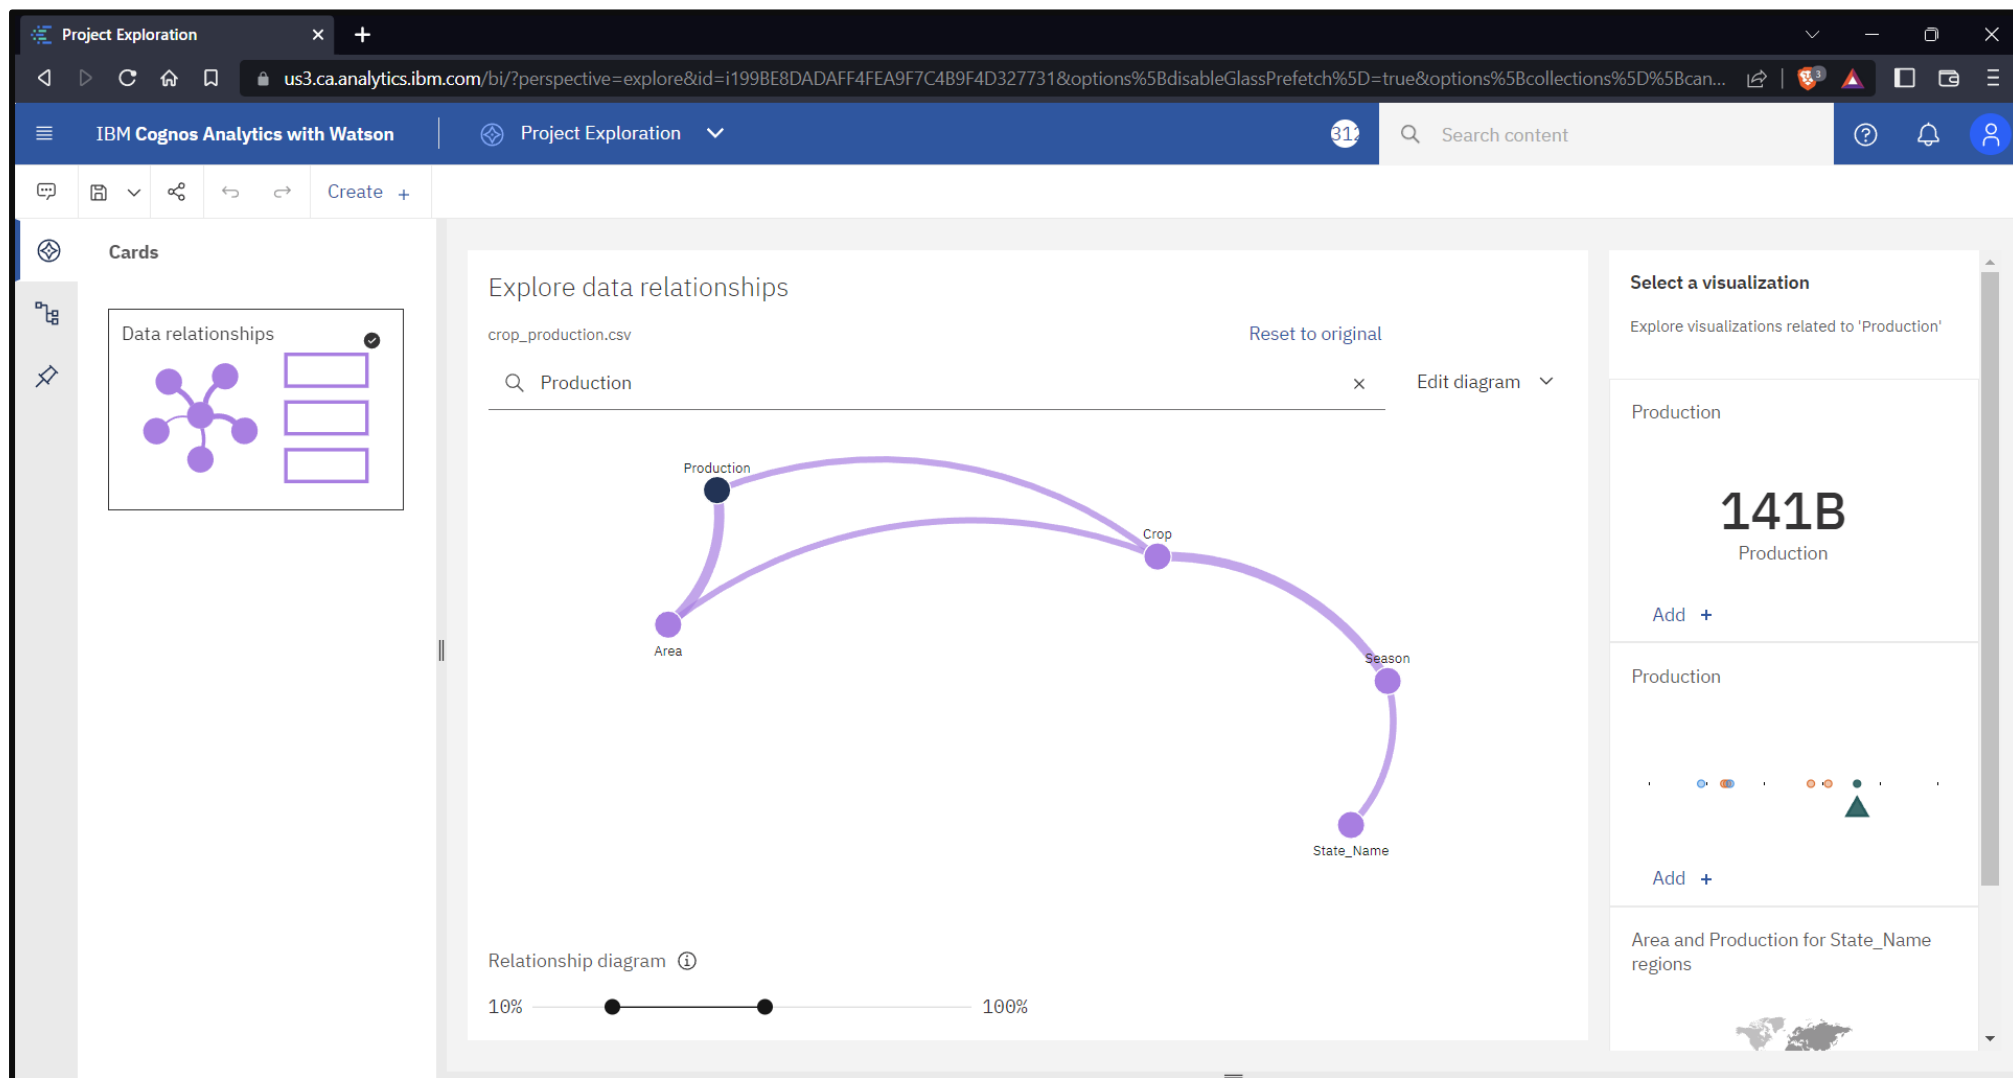 Project Exploration
us3.ca.analytics.ibm.com/bi/?perspective=explore&id=i199BE8DADAFF4FEA9F7C4B9F4D327731&options%5BdisableGlassPrefetch%5D=true&options%5Bcollections%5D%5Bcan...
3
IBM Cognos Analytics with Watson
Project Exploration
312
Search content
Create +
Cards
Data relationships
Explore data relationships
crop_production.csv
Reset to original
Production
Edit diagram
Production
Crop
Area
Season
State_Name
Relationship diagram
10%
100%
Select a visualization
Explore visualizations related to 'Production'
Production
141B
Production
Add +
Production
Add +
Area and Production for State_Name
regions